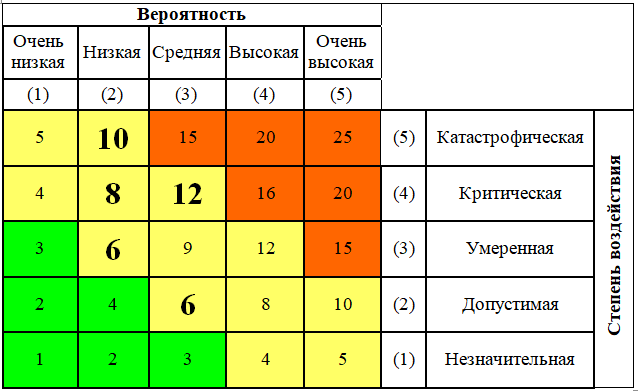 Вероятность
Очень низкая Низкая Средняя Высокая Очень высокая
(1) (2) (3) (4) (5)
5 10 15 20 25 (5) Катастрофическая
4 8 12 16 20 (4) Критическая
3 6 9 12 15 (3) Умеренная
2 4 6 8 10 (2) Допустимая
1 2 3 4 5 (1) Незначительная
Степень воздействия